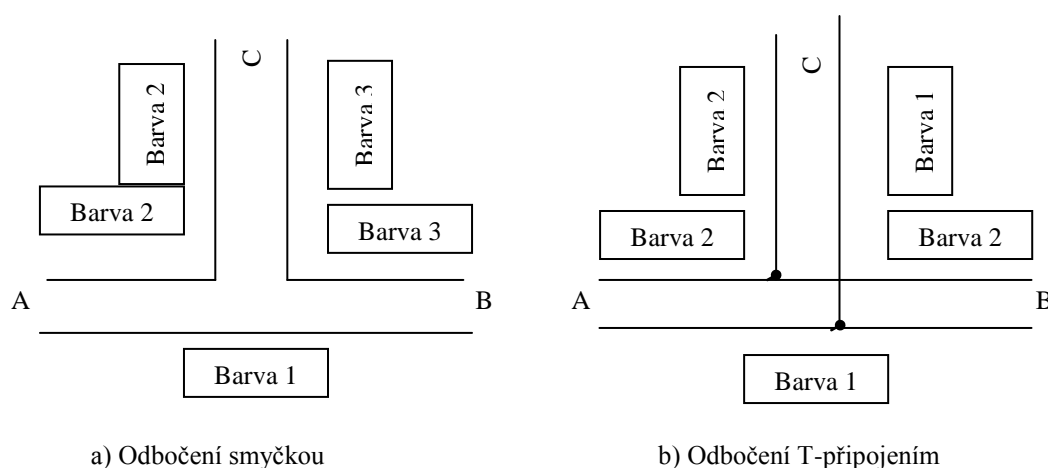 C
Barva 2
Barva 3
Barva 2
Barva 3
A
B
Barva 1
a) Odbočení smyčkou
C
Barva 2
Barva 1
Barva 2
Barva 2
A
B
Barva 1
b) Odbočení T-připojením